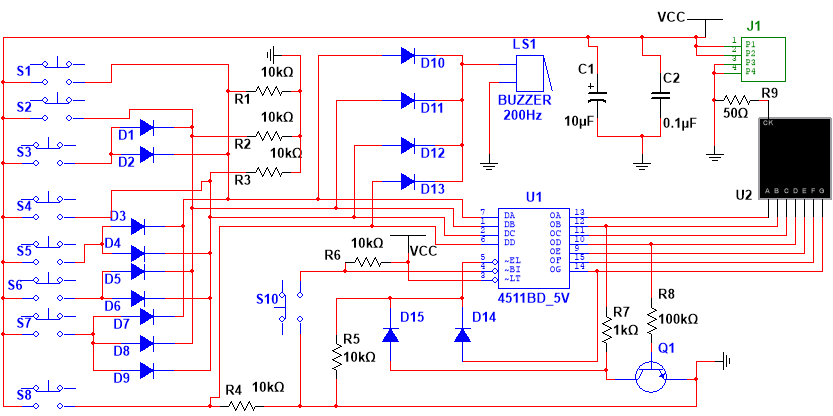 VCC
J1
1 P1
2 P2
3 P3
4 P4
LS1
BUZZER
200Hz
C1
+
10µF
C2
0.1µF
R9
50Ω
CK
A B C D E F G
U2
S1
S2
S3
S4
S5
S6
S7
S8
10kΩ
R1
10kΩ
R2
10kΩ
R3
D1
D2
D3
D4
D5
D6
D7
D8
D9
D10
D11
D12
D13
U1
7 DA OA 13
1 DB OB 12
2 DC OC 11
6 DD OD 10
OE 9
5 ~EL OF 15
4 ~BI OG 14
3 ~LT
4511BD_5V
R6
10kΩ
VCC
S10
D15
D14
R5
10kΩ
R7
1kΩ
R8
100kΩ
Q1
R4
10kΩ